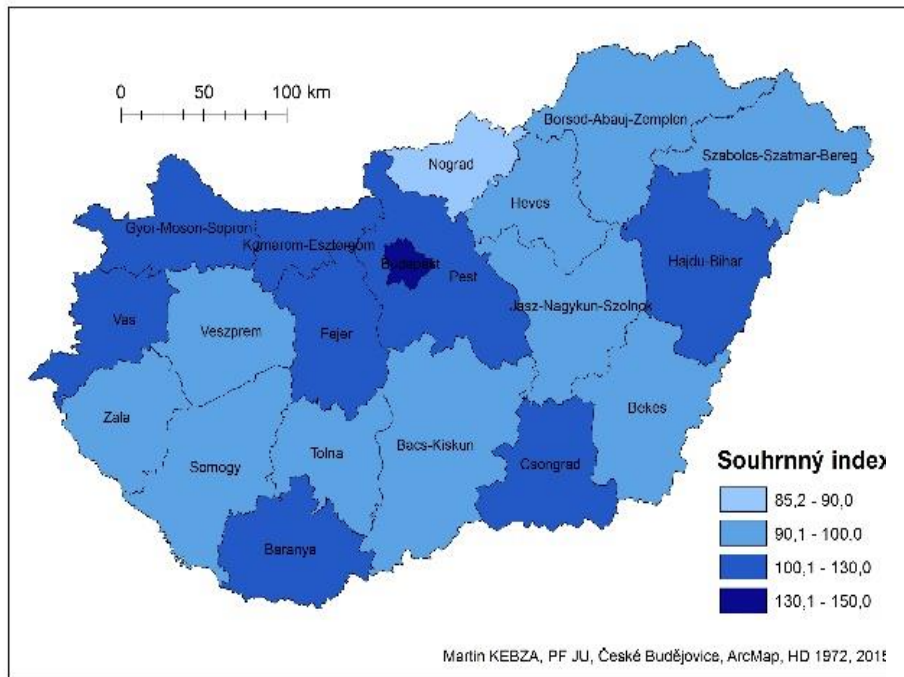 0 50 100 km
Borsod-Abauj-Zemplen
Szabolcs-Szatmar-Bereg
Nograd
Heves
Gyor-Moson-Sopron
Komarom-Esztergom
Budapest
Pest
Hajdu-Bihar
Jasz-Nagykun-Szolnok
Vas
Veszprem
Fejer
Zala
Somogy
Tolna
Bacs-Kiskun
Bekes
Csongrad
Baranya
Souhrnný index
85,2 - 90,0
90,1 - 100.0
100,1 - 130,0
130,1 - 150,0
Martin KEBZA, PF JU, České Budějovice, ArcMap, HD 1972, 2015